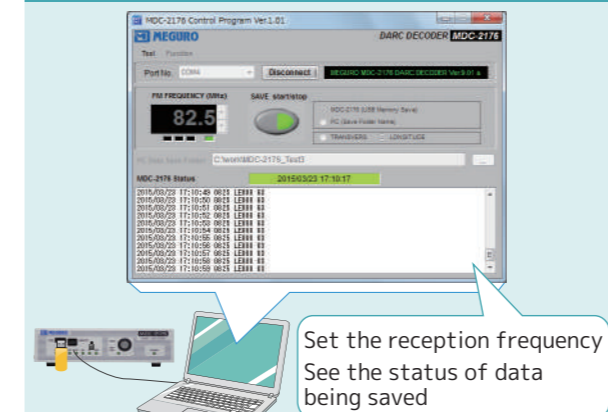 MDC-2176 Control Program Ver.1.01
MEGURO
DARC DECODER MDC-2176
Test Function
Port No. COM4 Disconnect MEGURO MDC-2176 DARC DECODER Ver
FM FREQUENCY (MHz) SAVE start/stop
82.5
MDC-2176 (USB Memory Save)
PC (Save Folder Name)
TRANSVERS LONGITUDE
C:\work\MDC-2176_Test3
...
MDC-2176 Status 2015/03/23 17:10:17
2015/03/23 17:10:49
2015/03/23 17:10:50
2015/03/23 17:10:51
2015/03/23 17:10:52
2015/03/23 17:10:53
2015/03/23 17:10:54
2015/03/23 17:10:55
2015/03/23 17:10:56
2015/03/23 17:10:57
2015/03/23 17:10:58
2015/03/23 17:10:59
Set the reception frequency
See the status of data
being saved